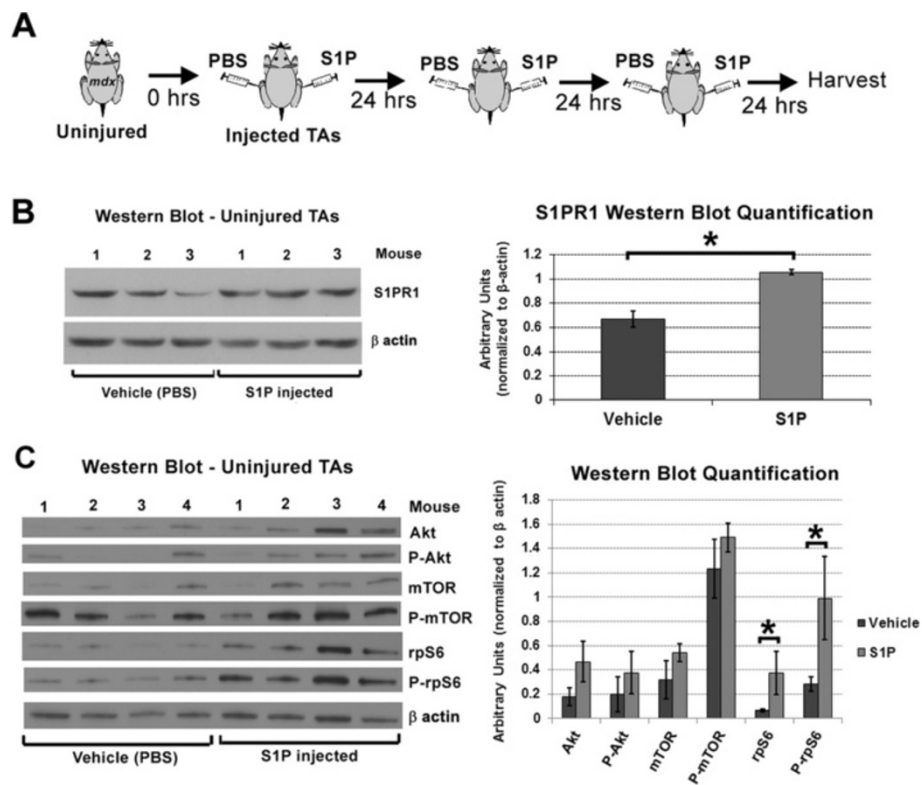 A
PBS S1P PBS S1P PBS S1P
mdx 0 hrs 24 hrs 24 hrs 24 hrs Harvest
Uninjured Injected TAs
B
Western Blot - Uninjured TAs
1 2 3 1 2 3 Mouse
S1PR1
β actin
Vehicle (PBS) S1P injected
S1PR1 Western Blot Quantification
Arbitrary Units
(normalized to β-actin)
1.2
1
0.8
0.6
0.4
0.2
0
*
Vehicle S1P
C
Western Blot - Uninjured TAs
1 2 3 4 1 2 3 4 Mouse
Akt
P-Akt
mTOR
P-mTOR
rpS6
P-rpS6
β actin
Vehicle (PBS) S1P injected
Western Blot Quantification
Arbitrary Units (normalized to β actin)
1.8
1.6
1.4
1.2
1
0.8
0.6
0.4
0.2
0
* *
Vehicle
S1P
Akt P-Akt mTOR P-mTOR rpS6 P-rpS6